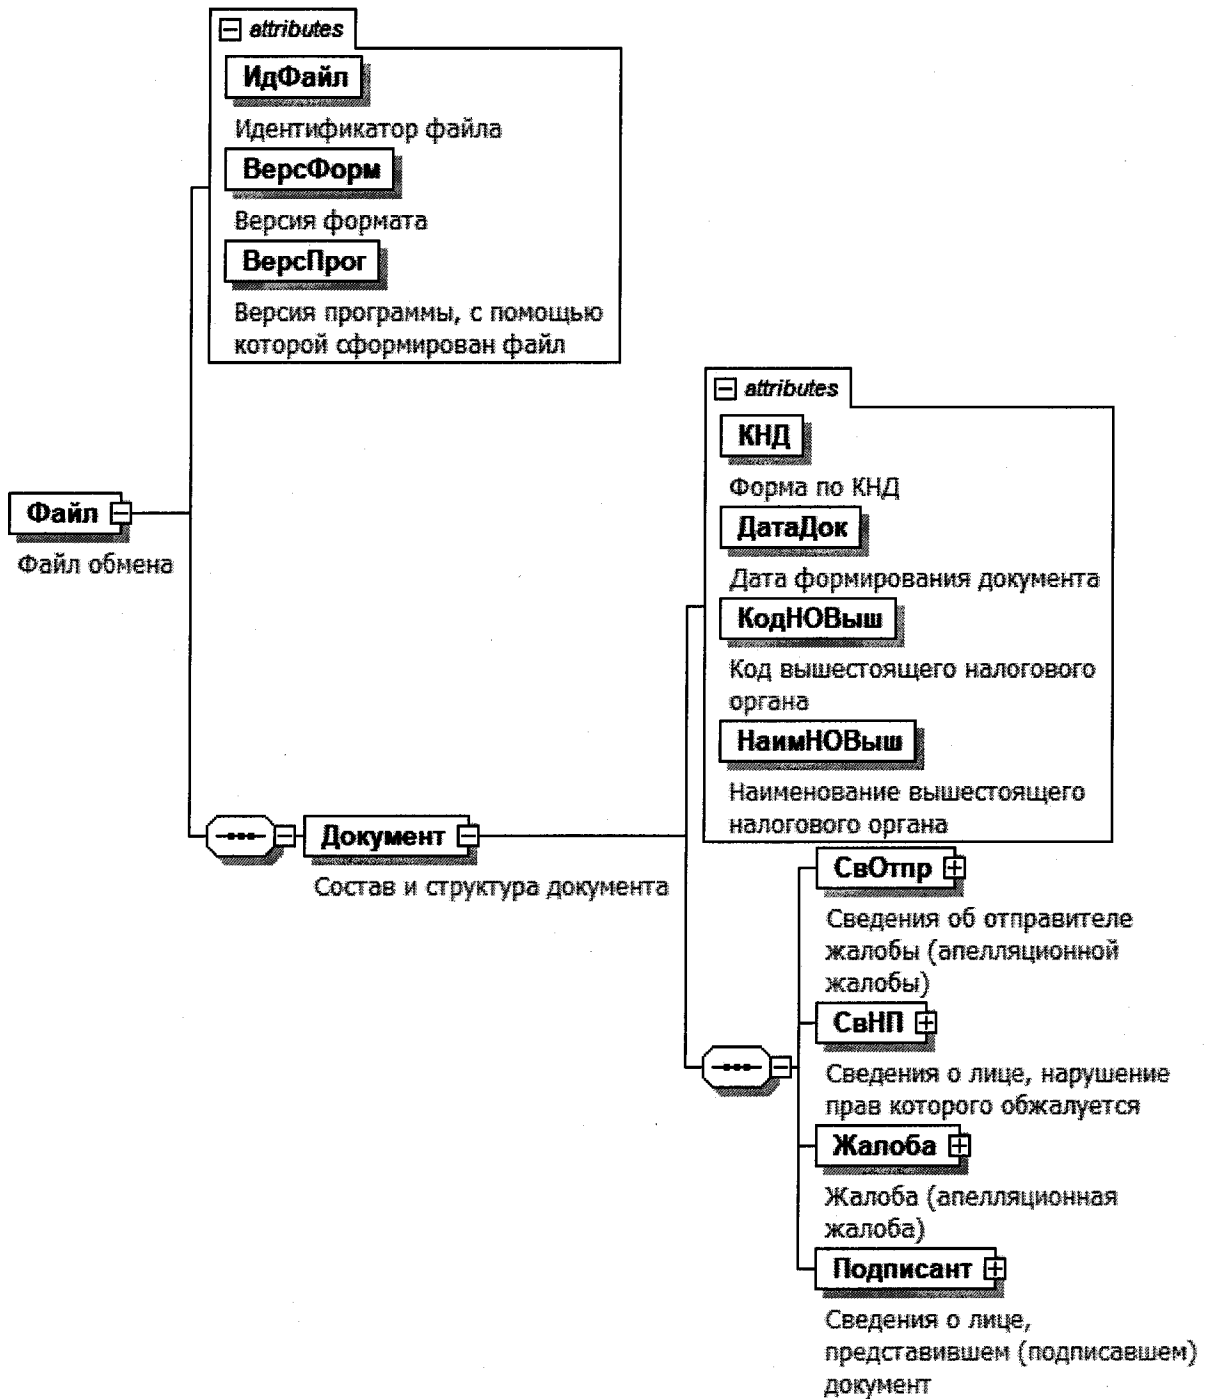 attributes
ИдФайл
Идентификатор файла
ВерсФорм
Версия формата
ВерсПрог
Версия программы, с помощью
которой сформирован файл
attributes
КНД
Форма по КНД
ДатаДок
Дата формирования документа
КодНОВыш
Код вышестоящего налогового
органа
НаимНОВыш
Наименование вышестоящего
налогового органа
Файл
Файл обмена
Документ
Состав и структура документа
СвОтпр
Сведения об отправителе
жалобы (апелляционной
жалобы)
СвНП
Сведения о лице, нарушение
прав которого обжалуется
Жалоба
Жалоба (апелляционная
жалоба)
Подписант
Сведения о лице,
представившем (подписавшем)
документ